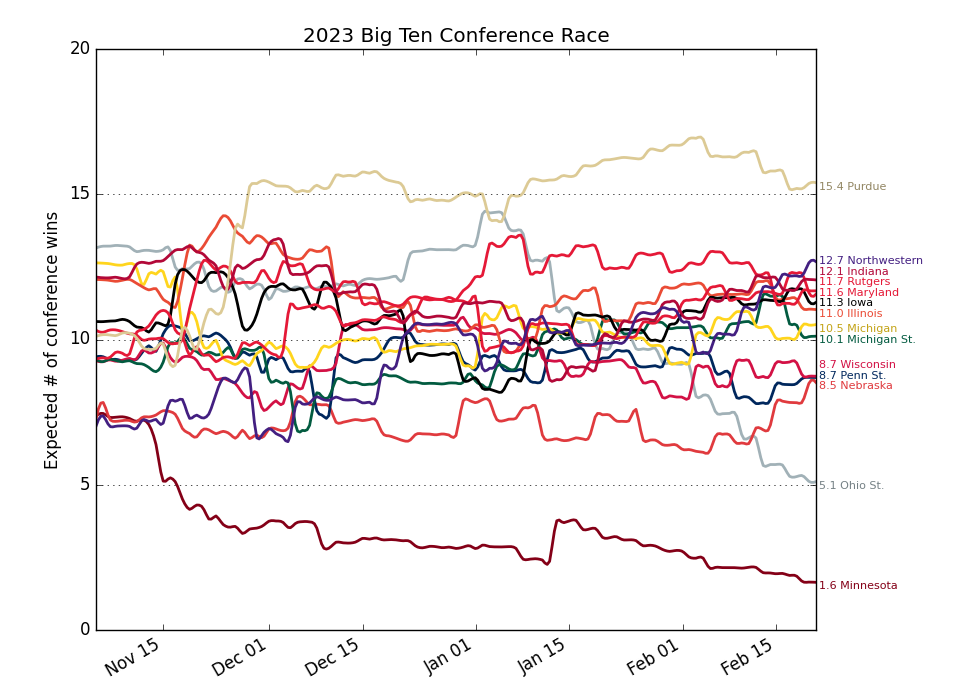 2023 Big Ten Conference Race
Expected # of conference wins
20
15
10
5
0
15.4 Purdue
12.7 Northwestern
12.1 Indiana
11.7 Rutgers
11.6 Maryland
11.3 Iowa
11.0 Illinois
10.5 Michigan
10.1 Michigan St.
8.7 Wisconsin
8.7 Penn St.
8.5 Nebraska
5.1 Ohio St.
1.6 Minnesota
Nov 15
Dec 01
Dec 15
Jan 01
Jan 15
Feb 01
Feb 15